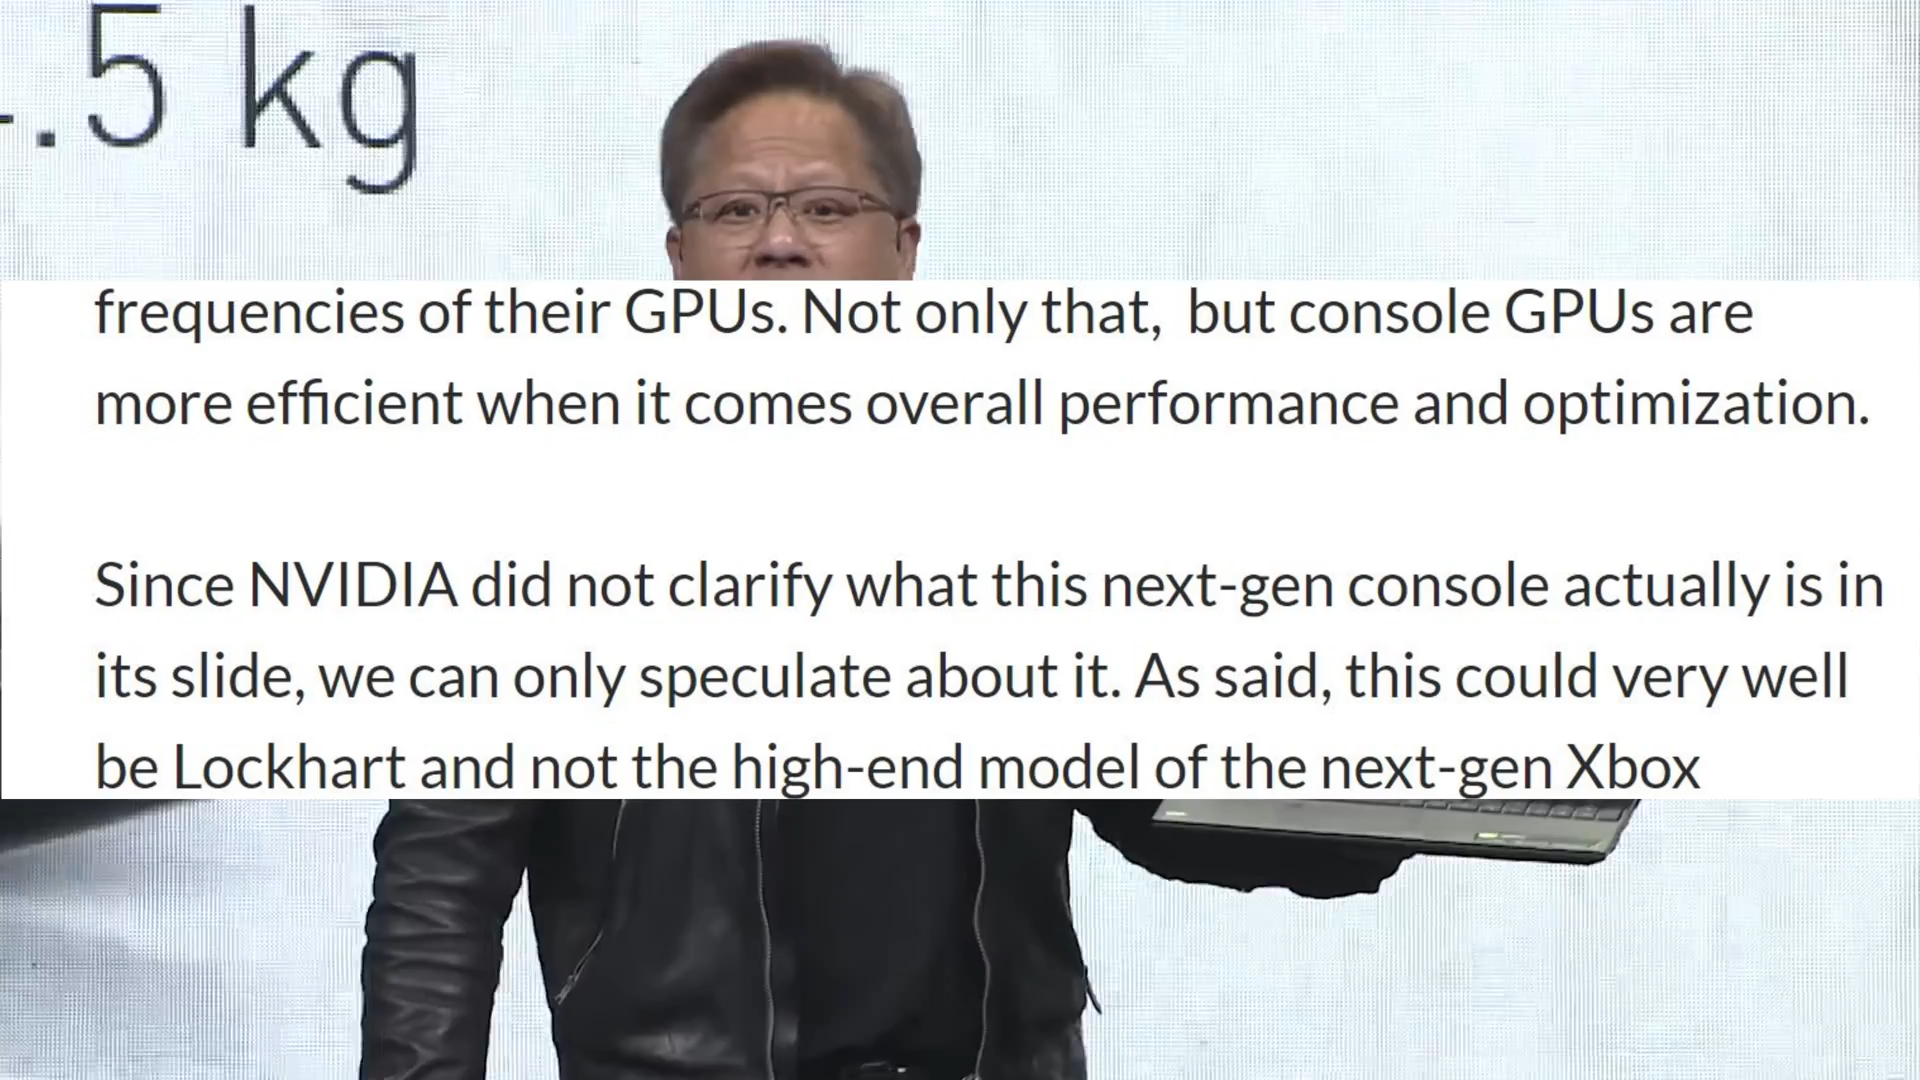 .5 kg
frequencies of their GPUs. Not only that, but console GPUs are
more efficient when it comes overall performance and optimization.
Since NVIDIA did not clarify what this next-gen console actually is in
its slide, we can only speculate about it. As said, this could very well
be Lockhart and not the high-end model of the next-gen Xbox